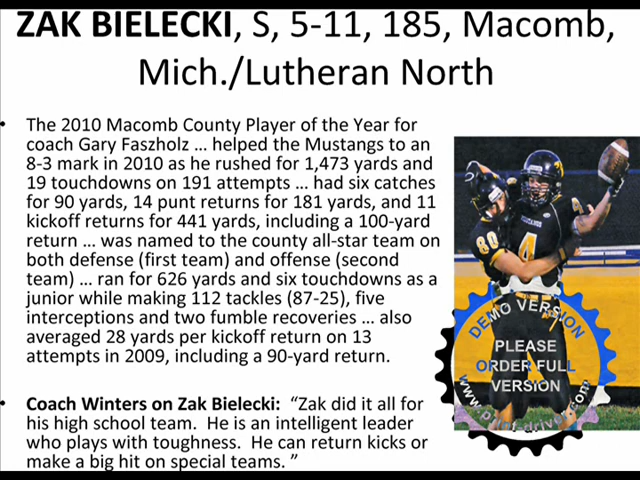 ZAK BIELECKI, S, 5-11, 185, Macomb,
Mich./Lutheran North
• The 2010 Macomb County Player of the Year for
coach Gary Faszholz ... helped the Mustangs to an
8-3 mark in 2010 as he rushed for 1,473 yards and
19 touchdowns on 191 attempts ... had six catches
for 90 yards, 14 punt returns for 181 yards, and 11
kickoff returns for 441 yards, including a 100-yard
return ... was named to the county all-star team on
both defense (first team) and offense (second
team) ... ran for 626 yards and six touchdowns as a
junior while making 112 tackles (87-25), five
interceptions and two fumble recoveries ... also
averaged 28 yards per kickoff return on 13
attempts in 2009, including a 90-yard return.
• Coach Winters on Zak Bielecki: “Zak did it all for
his high school team. He is an intelligent leader
who plays with toughness. He can return kicks or
make a big hit on special teams. ”
80
4
DEMO VERSION
PLEASE
ORDER FULL
VERSION